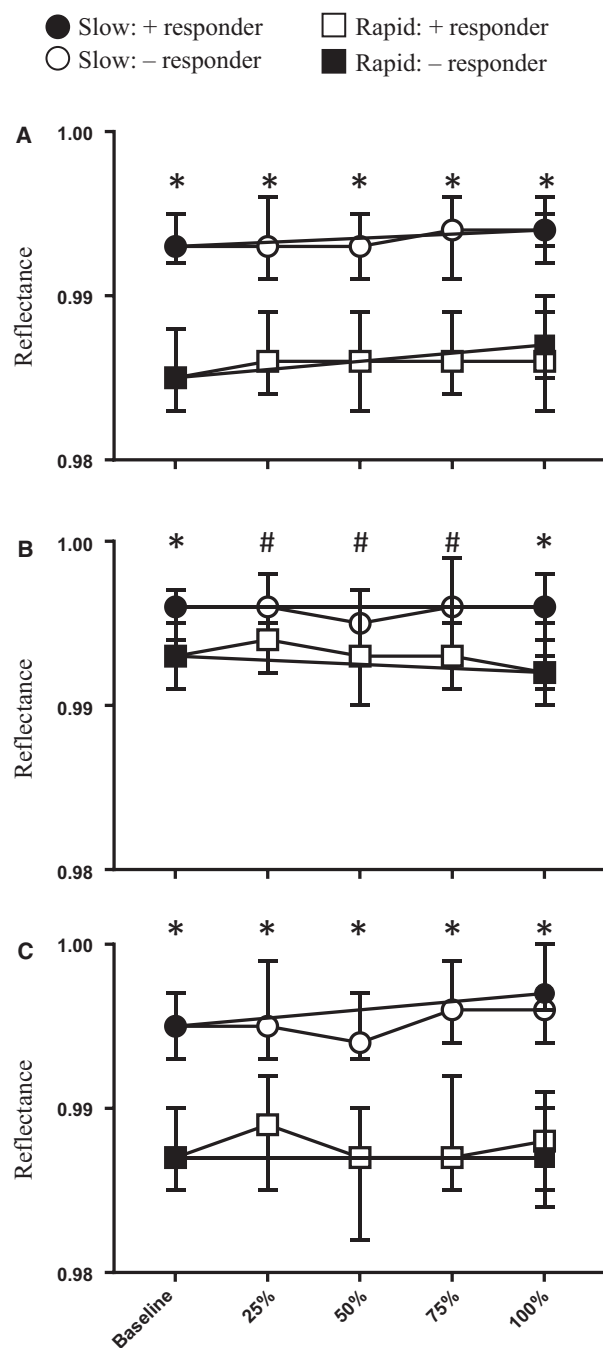 Slow: + responder
Rapid: + responder
Slow: – responder
Rapid: – responder
A
1.00
* * * * *
0.99
0.98
Reflectance
B
1.00
* # # # *
0.99
0.98
Reflectance
C
1.00
* * * * *
0.99
0.98
Reflectance
Baseline 25% 50% 75% 100%